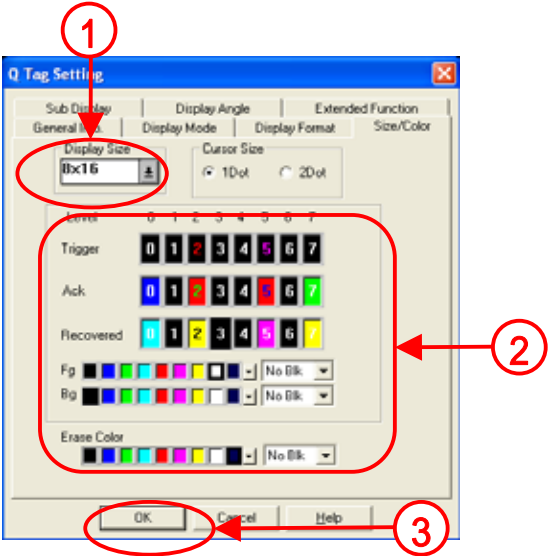 1
Q Tag Setting
Sub Display Display Angle Extended Function
General Info. Display Mode Display Format Size/Color
Display Size Cursor Size
8x16 1Dot 2Dot
Level 0 1 2 3 4 5 6 7
Trigger 0 1 2 3 4 5 6 7
Ack 0 1 2 3 4 5 6 7
Recovered 0 1 2 3 4 5 6 7
2
Fg No Blk
Bg No Blk
Erase Color
No Blk
OK Cancel Help
3